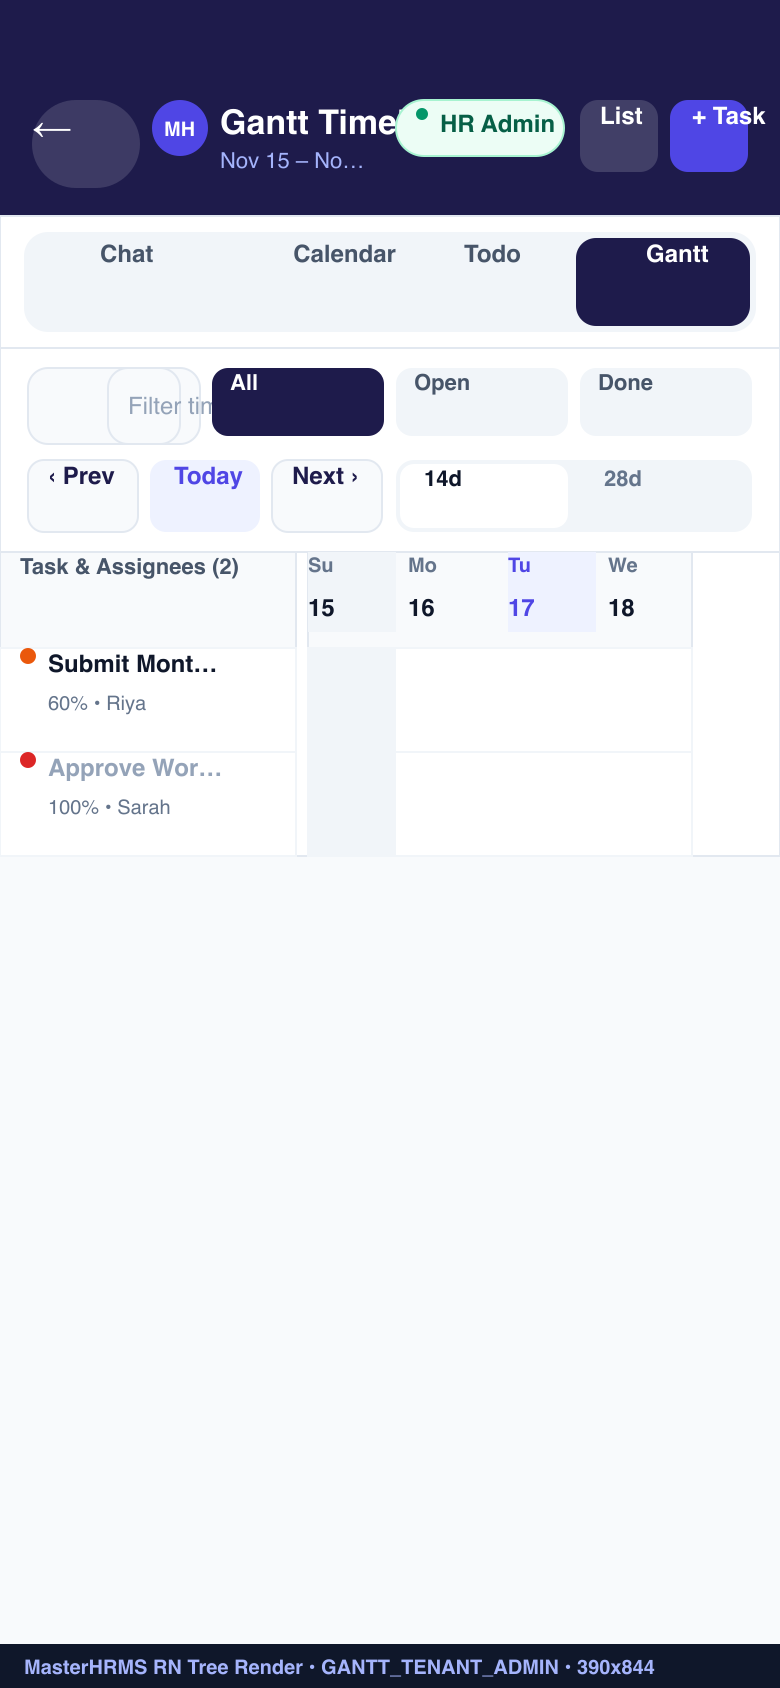 ← MH Gantt Time HR Admin List + Task
Nov 15 – No…
Chat Calendar Todo Gantt
Filter tim All Open Done
‹ Prev Today Next › 14d 28d
Task & Assignees (2) Su Mo Tu We
15 16 17 18
Submit Mont…
60% • Riya
Approve Wor…
100% • Sarah
MasterHRMS RN Tree Render • GANTT_TENANT_ADMIN • 390x844